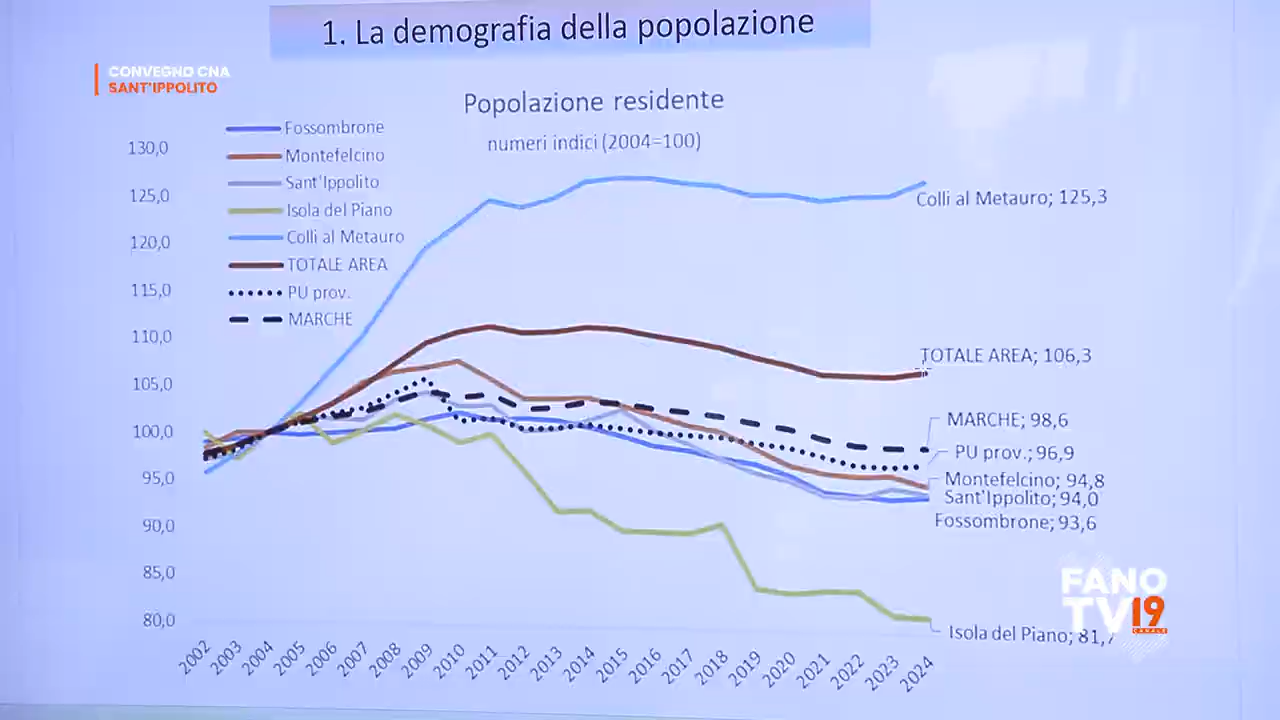 1. La demografia della popolazione
CONVEGNO CNA
SANT'IPPOLITO
Popolazione residente
numeri indici (2004=100)
Fossombrone
Montefelcino
Sant'Ippolito
Isola del Piano
Colli al Metauro
TOTALE AREA
PU prov.
MARCHE
130,0
125,0
120,0
115,0
110,0
105,0
100,0
95,0
90,0
85,0
80,0
Colli al Metauro; 125,3
TOTALE AREA; 106,3
MARCHE; 98,6
PU prov.; 96,9
Montefelcino; 94,8
Sant'Ippolito; 94,0
Fossombrone; 93,6
Isola del Piano; 81,7
2002 2003 2004 2005 2006 2007 2008 2009 2010 2011 2012 2013 2014 2015 2016 2017 2018 2019 2020 2021 2022 2023 2024
FANO
TV 19
CANALE